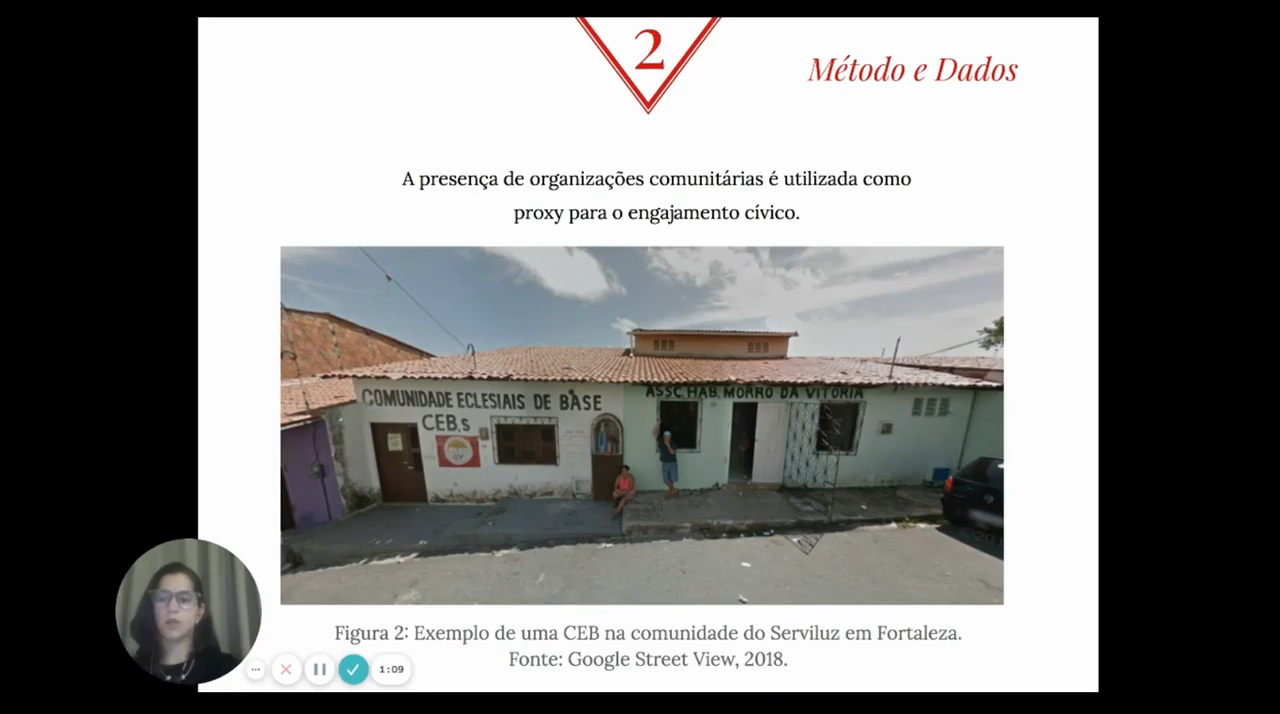 2
Método e Dados
A presença de organizações comunitárias é utilizada como
proxy para o engajamento cívico.
COMUNIDADE ECLESIAIS DE BASE
CEB,s
ASSC.HAB. MORRO DA VITORIA
Figura 2: Exemplo de uma CEB na comunidade do Serviluz em Fortaleza.
Fonte: Google Street View, 2018.
1:09